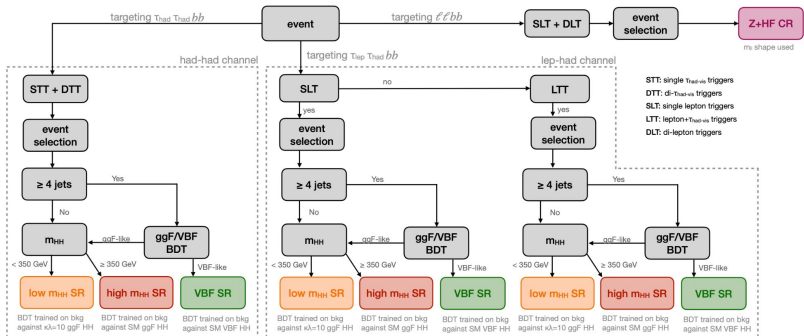 targeting τhad τhad bb
event
targeting ℓℓbb
SLT + DLT
event
selection
Z+HF CR
mℓℓ shape used
targeting τlep τhad bb
had-had channel
lep-had channel
STT + DTT
SLT
no
LTT
STT: single τhad-vis triggers
DTT: di-τhad-vis triggers
SLT: single lepton triggers
LTT: lepton+τhad-vis triggers
DLT: di-lepton triggers
yes
yes
event
selection
event
selection
event
selection
≥ 4 jets
Yes
No
≥ 4 jets
Yes
No
≥ 4 jets
Yes
No
mHH
ggF-like
ggF/VBF
BDT
mHH
ggF-like
ggF/VBF
BDT
mHH
ggF-like
ggF/VBF
BDT
< 350 GeV
≥ 350 GeV
VBF-like
< 350 GeV
≥ 350 GeV
VBF-like
< 350 GeV
≥ 350 GeV
VBF-like
low mHH SR
high mHH SR
VBF SR
low mHH SR
high mHH SR
VBF SR
low mHH SR
high mHH SR
VBF SR
BDT trained on bkg
against κλ=10 ggF HH
BDT trained on bkg
against SM ggF HH
BDT trained on bkg
against SM VBF HH
BDT trained on bkg
against κλ=10 ggF HH
BDT trained on bkg
against SM ggF HH
BDT trained on bkg
against SM VBF HH
BDT trained on bkg
against κλ=10 ggF HH
BDT trained on bkg
against SM ggF HH
BDT trained on bkg
against SM VBF HH